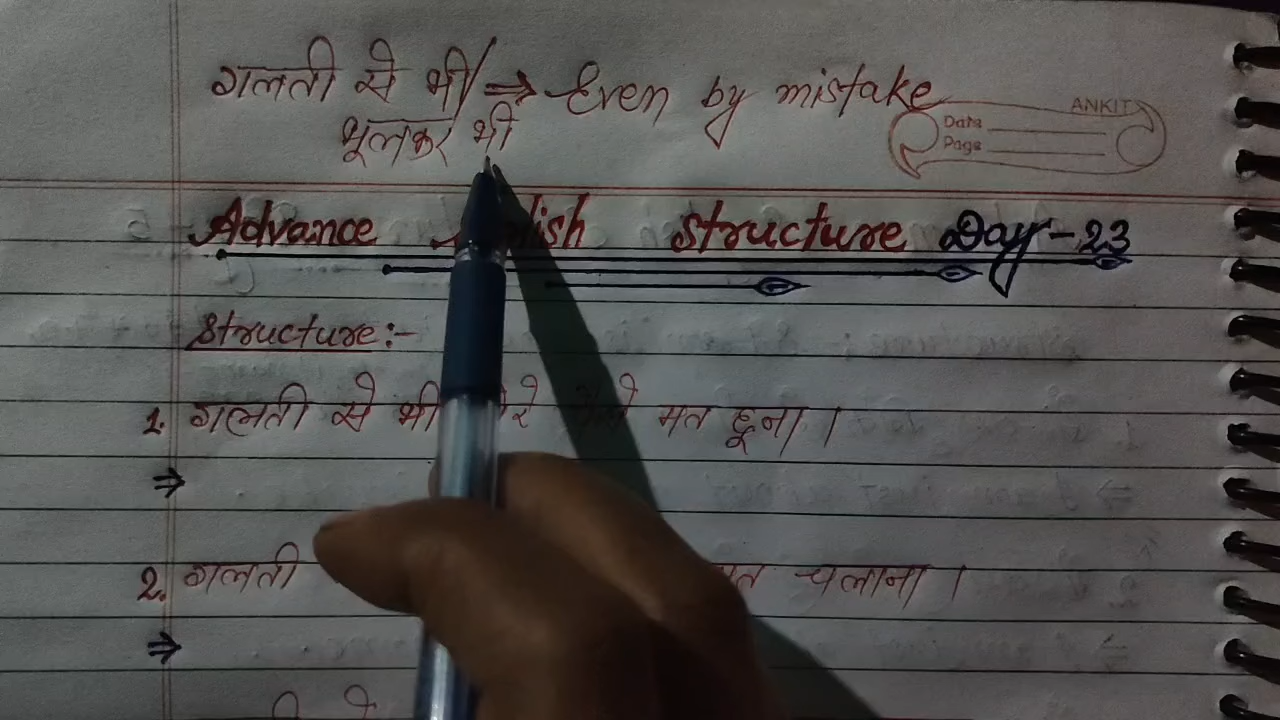 गलती से भी/ ⇒ Even by mistake
भूलकर भी
ANKIT
Date
Page
Advance structure Day-23
Structure:-
1. गलती से भी मत छूना।
⇒
2. गलती मत चलाना।
⇒